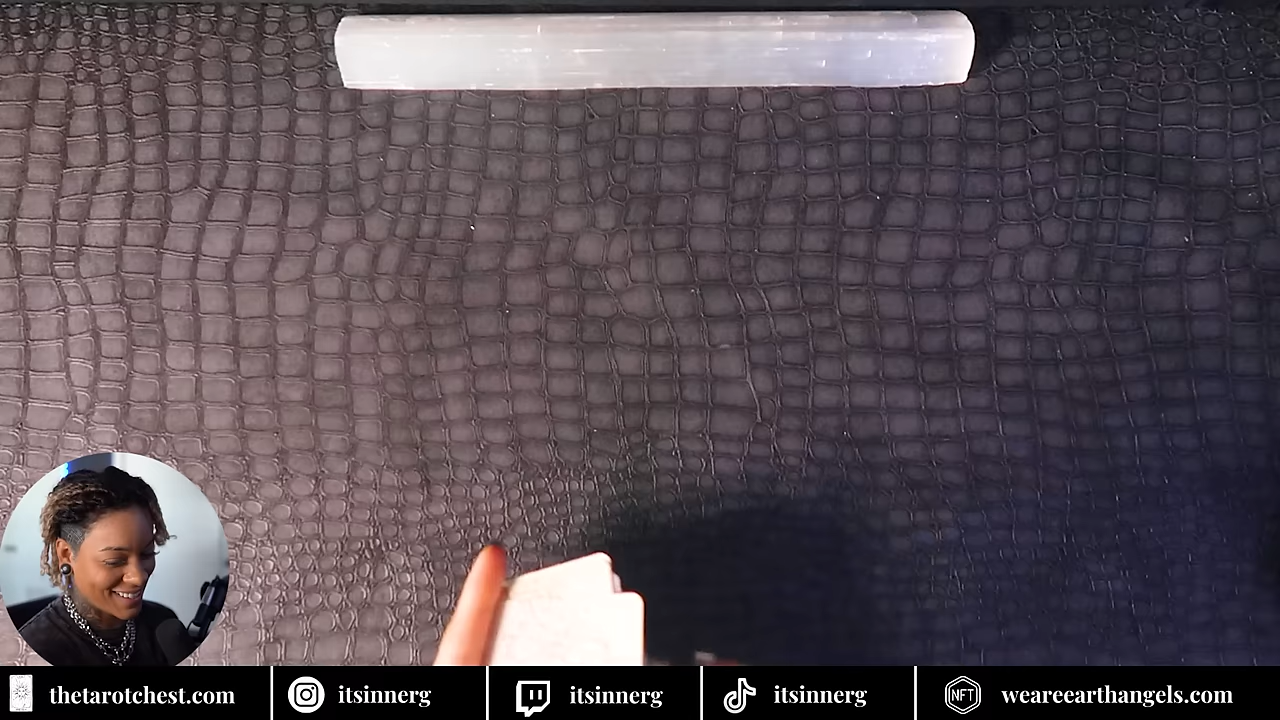 thetarotchest.com
itsinnerg
itsinnerg
itsinnerg
NFT
weareearthangels.com